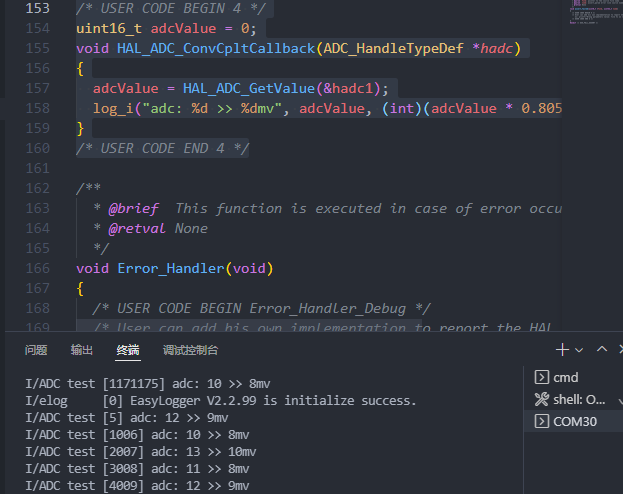 153 /* USER CODE BEGIN 4 */
154 uint16_t adcValue = 0;
155 void HAL_ADC_ConvCpltCallback(ADC_HandleTypeDef *hadc)
156 {
157 adcValue = HAL_ADC_GetValue(&hadc1);
158 log_i("adc: %d >> %dmv", adcValue, (int)(adcValue * 0.805
159 }
160 /* USER CODE END 4 */
161
162 /**
163 * @brief This function is executed in case of error occu
164 * @retval None
165 */
166 void Error_Handler(void)
167 {
168 /* USER CODE BEGIN Error_Handler_Debug */
169 /* User can add his own implementation to report the HAL
问题 输出 终端 调试控制台
I/ADC test [1171175] adc: 10 >> 8mv
I/elog [0] EasyLogger V2.2.99 is initialize success.
I/ADC test [5] adc: 12 >> 9mv
I/ADC test [1006] adc: 10 >> 8mv
I/ADC test [2007] adc: 13 >> 10mv
I/ADC test [3008] adc: 11 >> 8mv
I/ADC test [4009] adc: 12 >> 9mv
cmd
shell: O...
COM30